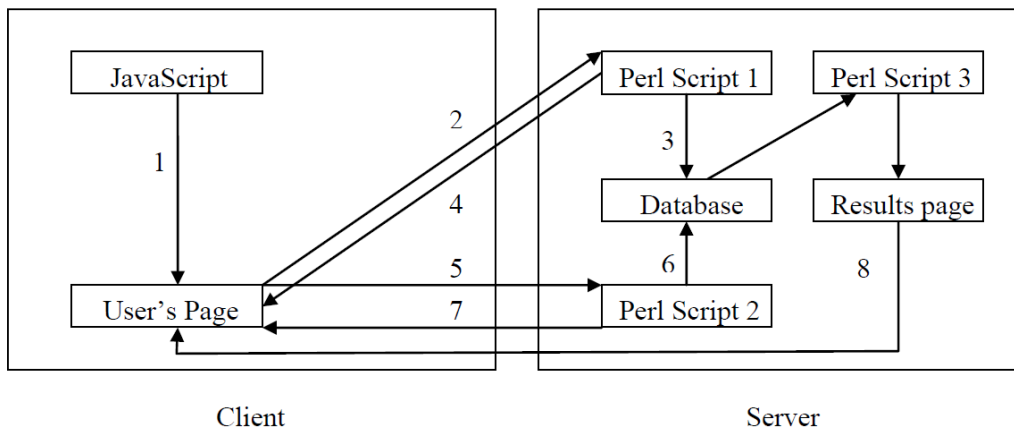 JavaScript
Perl Script 1
Perl Script 3
2
1
3
4
Database
Results page
5
6
8
User’s Page
7
Perl Script 2
Client
Server